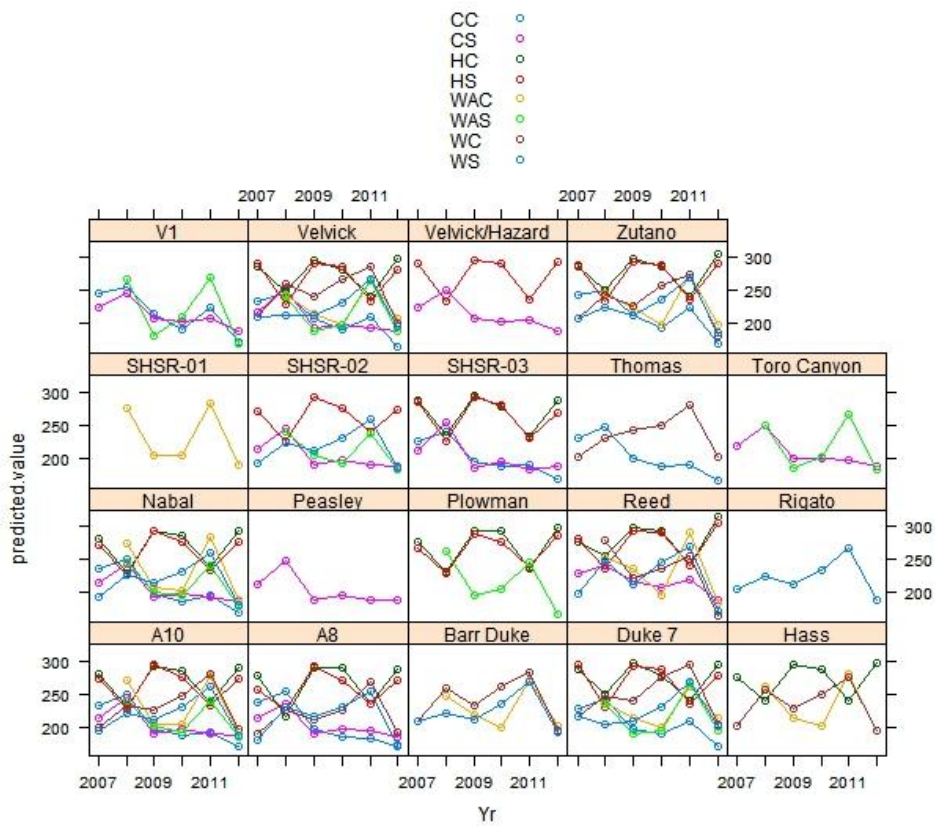 CC
CS
HC
HS
WAC
WAS
WC
WS
2007 2009 2011 2007 2009 2011
V1 Velvick Velvick/Hazard Zutano
300
250
200
SHSR-01 SHSR-02 SHSR-03 Thomas Toro Canyon
300
250
200
Nabal Peasley Plowman Reed Rigato
300
250
200
A10 A8 Barr Duke Duke 7 Hass
300
250
200
2007 2009 2011 2007 2009 2011 2007 2009 2011
predicted.value
Yr